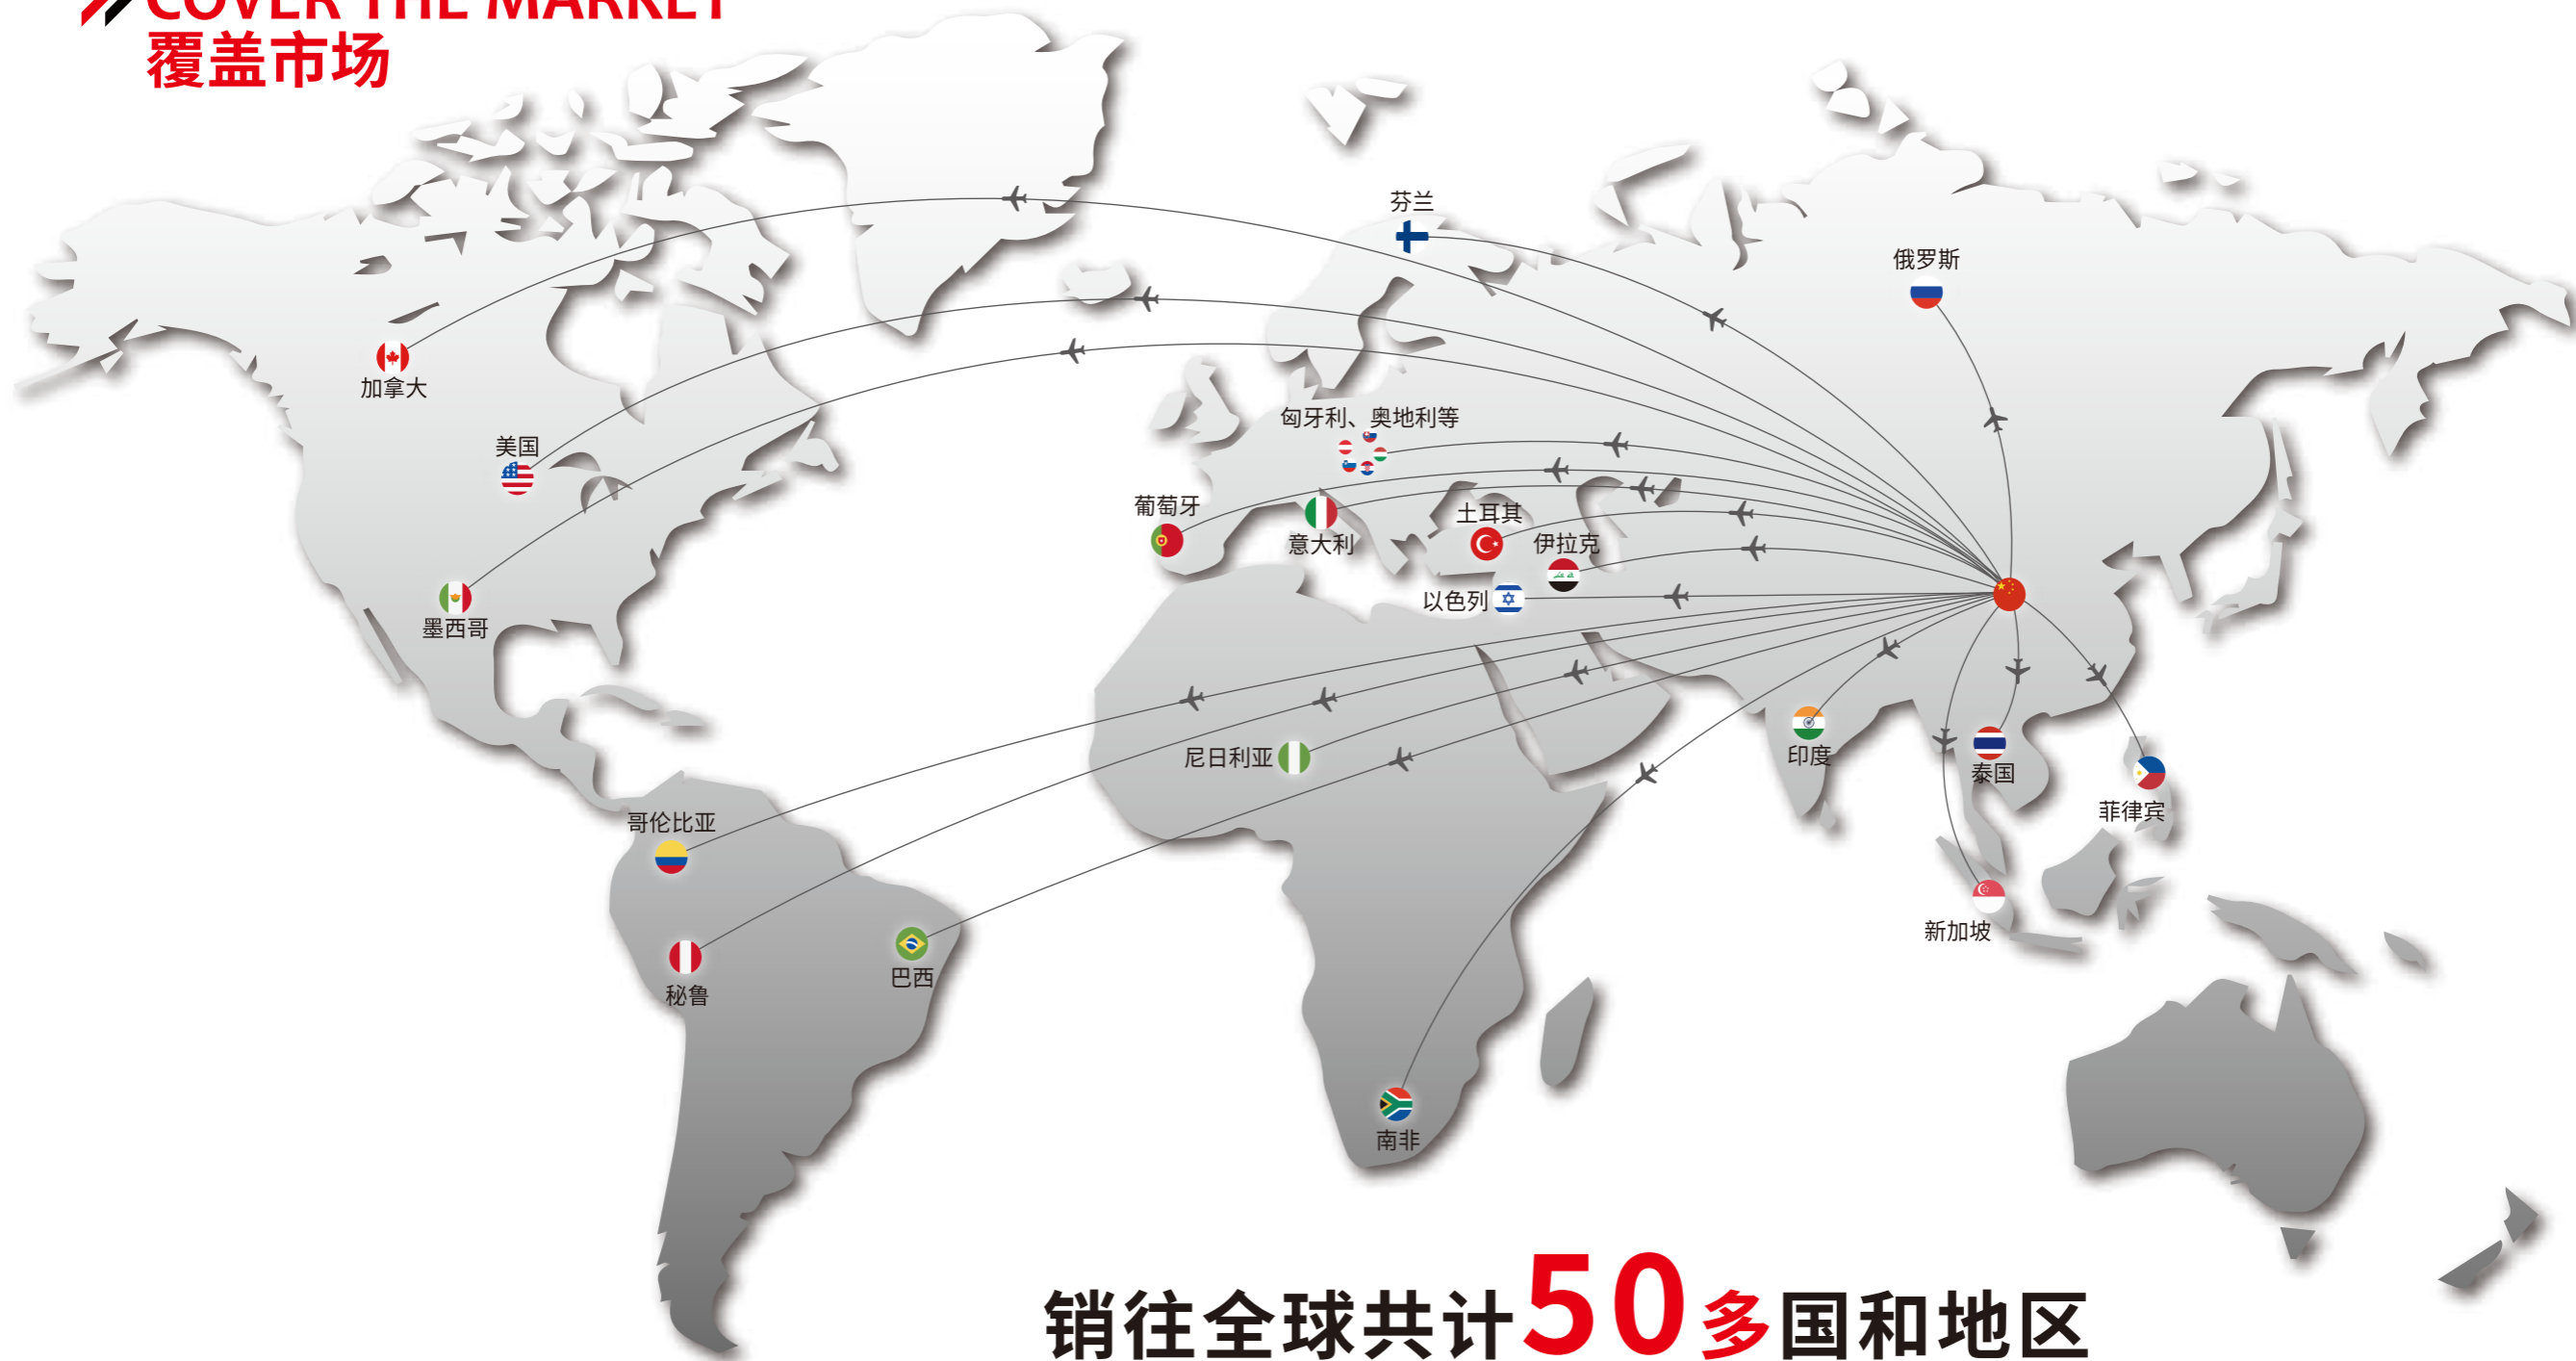 COVER THE MARKET
覆盖市场
芬兰
俄罗斯
加拿大
匈牙利、奥地利等
美国
葡萄牙
土耳其
意大利
伊拉克
以色列
墨西哥
尼日利亚
印度
泰国
菲律宾
哥伦比亚
新加坡
巴西
秘鲁
南非
销往全球共计50多国和地区